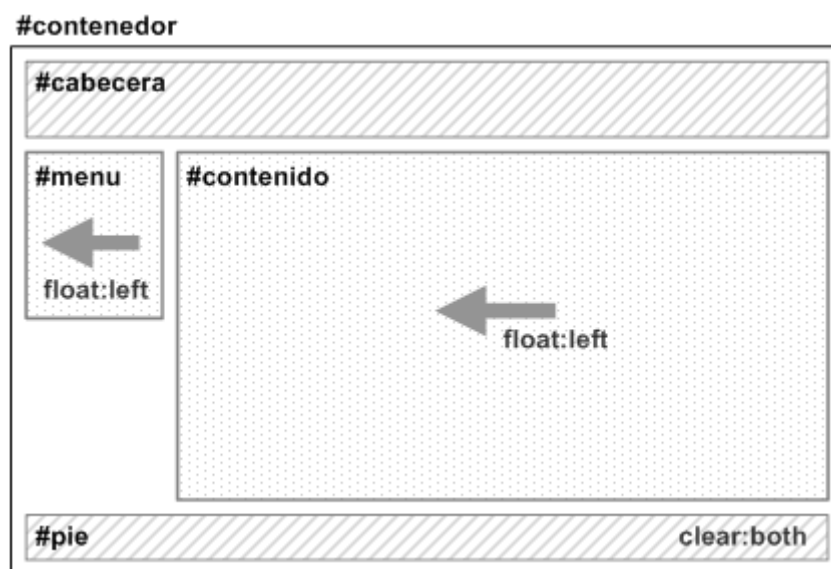 #contenedor
#cabecera
#menu
#contenido
float:left
float:left
#pie
clear:both